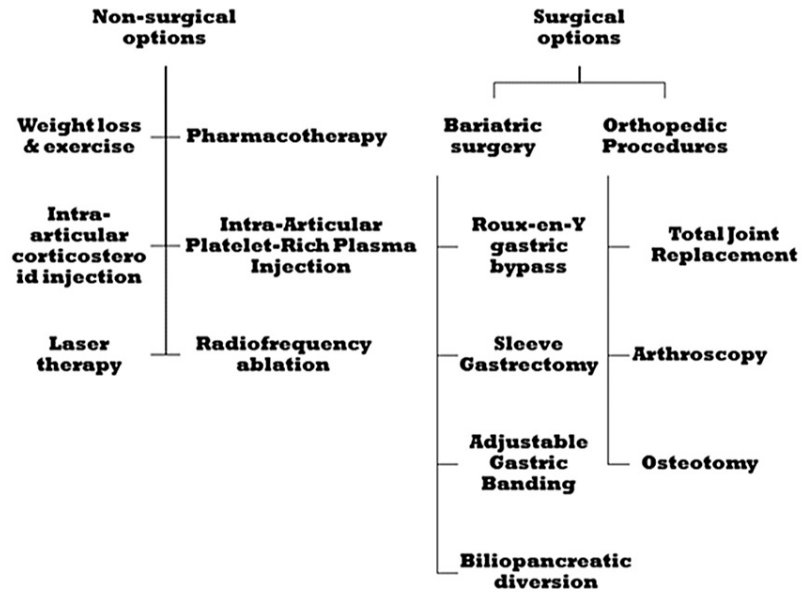 Non-surgical
options
Weight loss
& exercise
Pharmacotherapy
Intra-
articular
corticostero
id injection
Intra-Articular
Platelet-Rich Plasma
Injection
Laser
therapy
Radiofrequency
ablation
Surgical
options
Bariatric
surgery
Roux-en-Y
gastric
bypass
Sleeve
Gastrectomy
Adjustable
Gastric
Banding
Biliopancreatic
diversion
Orthopedic
Procedures
Total Joint
Replacement
Arthroscopy
Osteotomy